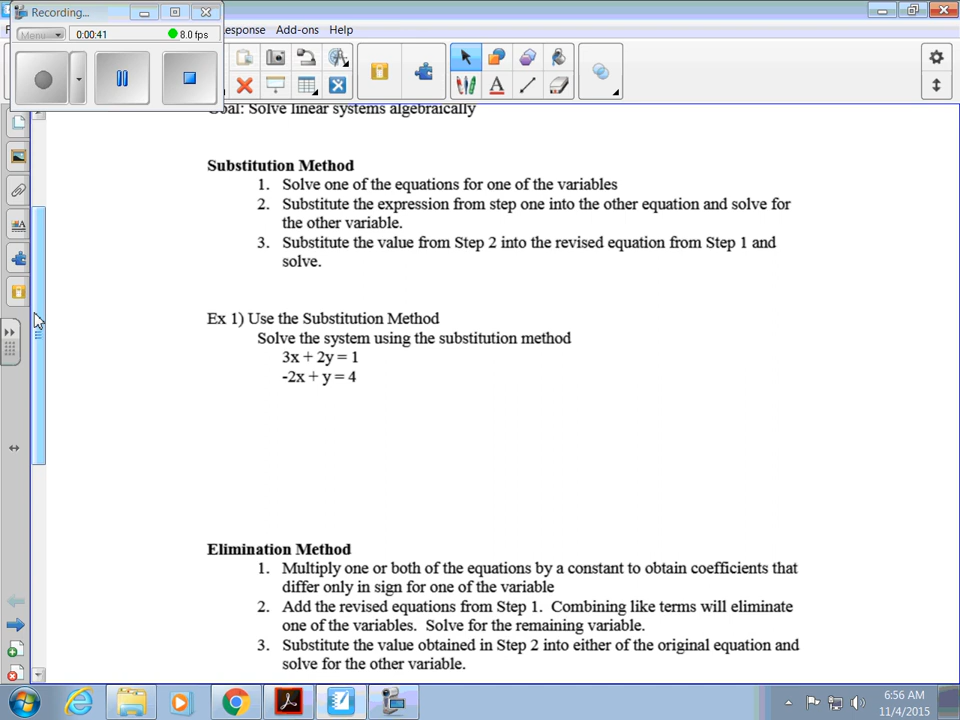 Recording...
Menu
0:00:41
8.0 fps
esponse Add-ons Help
Goal: Solve linear systems algebraically
Substitution Method
1. Solve one of the equations for one of the variables
2. Substitute the expression from step one into the other equation and solve for
the other variable.
3. Substitute the value from Step 2 into the revised equation from Step 1 and
solve.
Ex 1) Use the Substitution Method
Solve the system using the substitution method
3x + 2y = 1
-2x + y = 4
Elimination Method
1. Multiply one or both of the equations by a constant to obtain coefficients that
differ only in sign for one of the variable
2. Add the revised equations from Step 1. Combining like terms will eliminate
one of the variables. Solve for the remaining variable.
3. Substitute the value obtained in Step 2 into either of the original equation and
solve for the other variable.
6:56 AM
11/4/2015